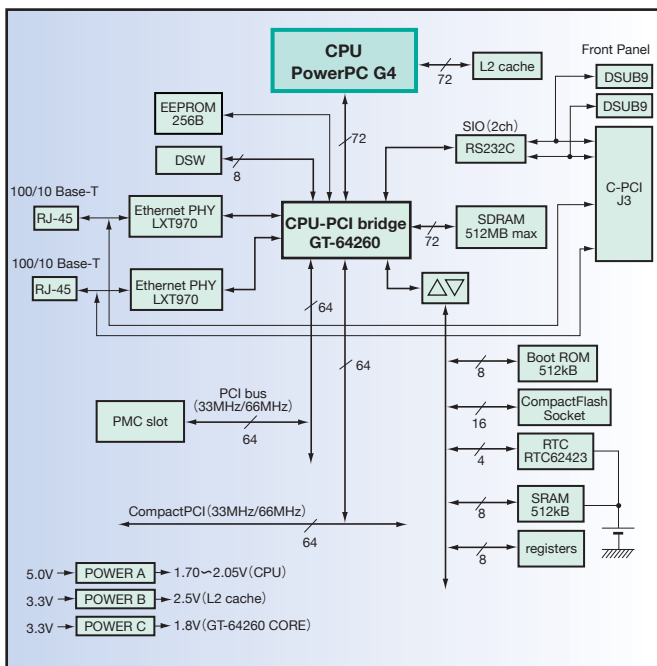 CPU
PowerPC G4
72
L2 cache
Front Panel
DSUB9
DSUB9
EEPROM
256B
72
SIO(2ch)
RS232C
C-PCI
J3
DSW
8
100/10 Base-T
RJ-45
Ethernet PHY
LXT970
CPU-PCI bridge
GT-64260
72
SDRAM
512MB max
100/10 Base-T
RJ-45
Ethernet PHY
LXT970
64
64
△▽
8
Boot ROM
512kB
PCI bus
(33MHz/66MHz)
PMC slot
64
16
CompactFlash
Socket
4
RTC
RTC62423
CompactPCI(33MHz/66MHz)
64
8
SRAM
512kB
8
registers
5.0V
POWER A
1.70〜2.05V(CPU)
3.3V
POWER B
2.5V(L2 cache)
3.3V
POWER C
1.8V(GT-64260 CORE)